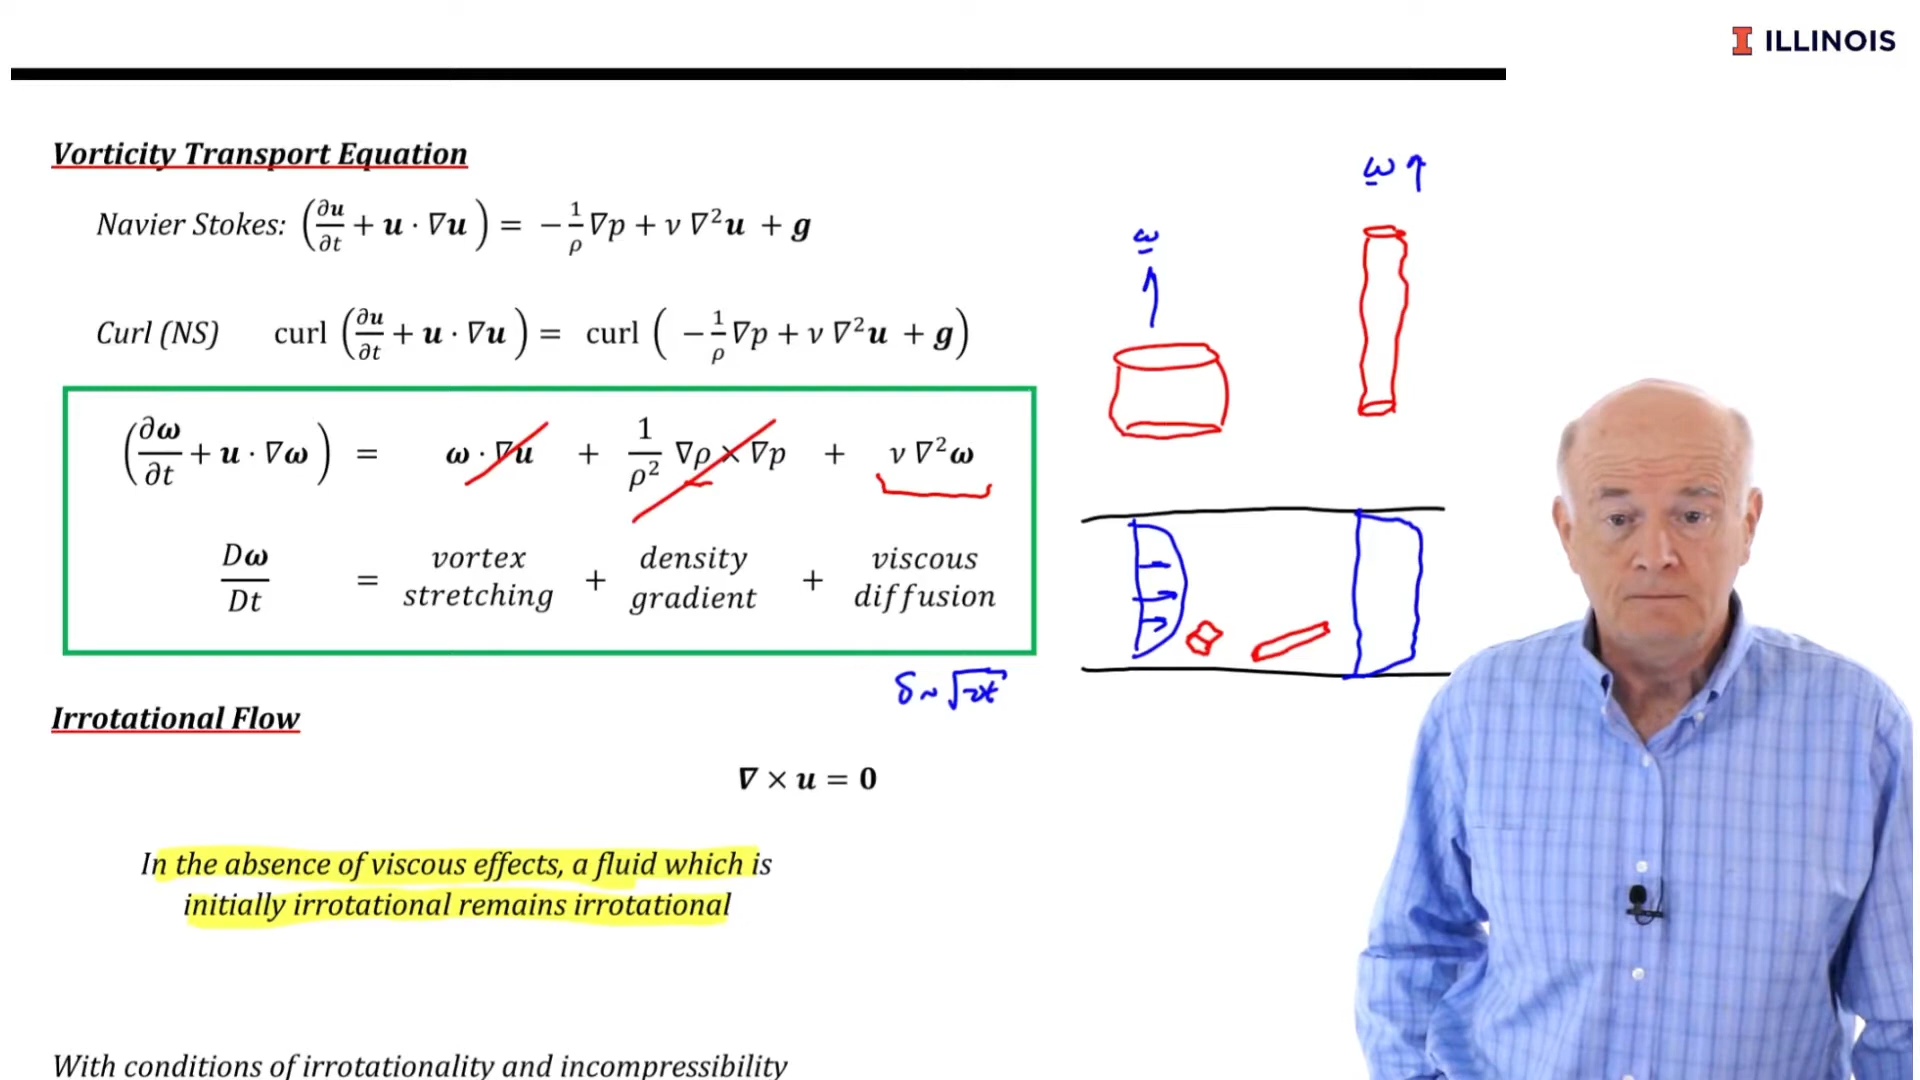 ILLINOIS
Vorticity Transport Equation
Navier Stokes: (∂u/∂t + u · ∇u) = −1/ρ ∇p + ν ∇²u + g
Curl (NS) curl (∂u/∂t + u · ∇u) = curl (−1/ρ ∇p + ν ∇²u + g)
(∂ω/∂t + u · ∇ω) = ω · ∇u + 1/ρ² ∇ρ × ∇p + ν ∇²ω
Dω/Dt = vortex stretching + density gradient + viscous diffusion
ω
ω ↑
δ ~ √νt
Irrotational Flow
∇ × u = 0
In the absence of viscous effects, a fluid which is
initially irrotational remains irrotational
With conditions of irrotationality and incompressibility